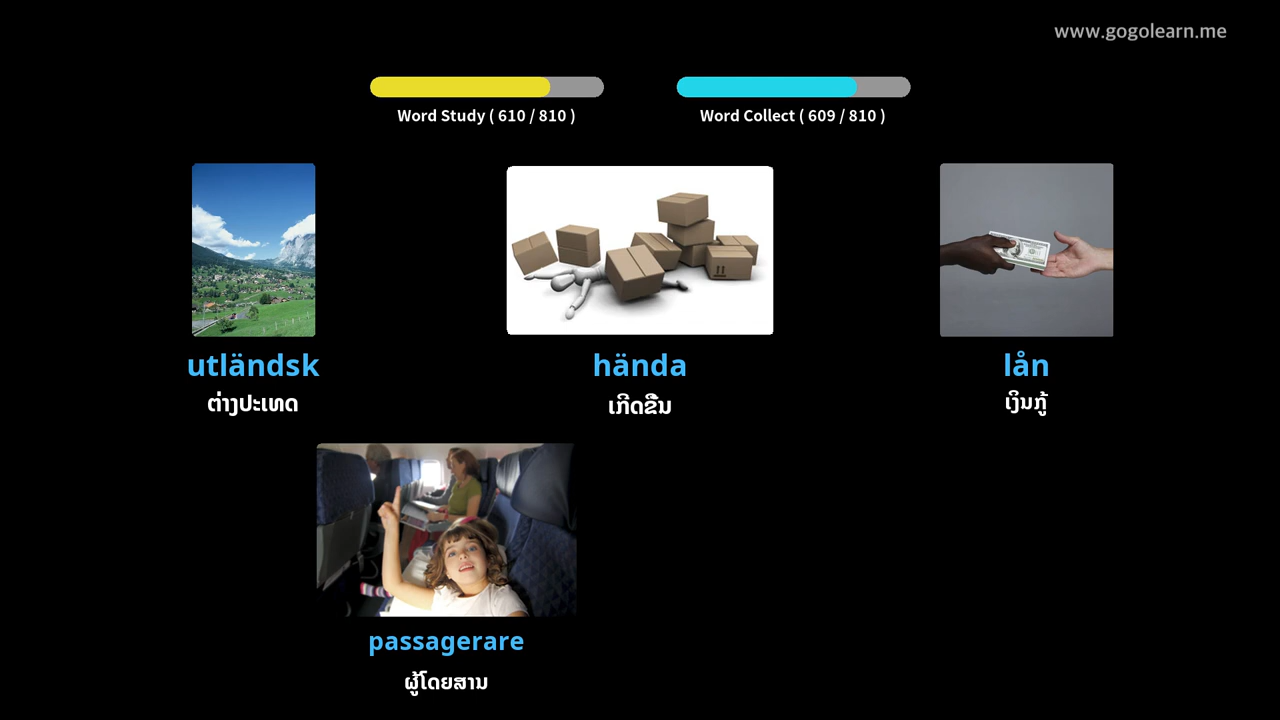 www.gogolearn.me
Word Study ( 610 / 810 )
Word Collect ( 609 / 810 )
utländsk
ຕ່າງປະເທດ
hända
ເກີດຂຶ້ນ
lån
ເງິນກູ້
passagerare
ຜູ້ໂດຍສານ